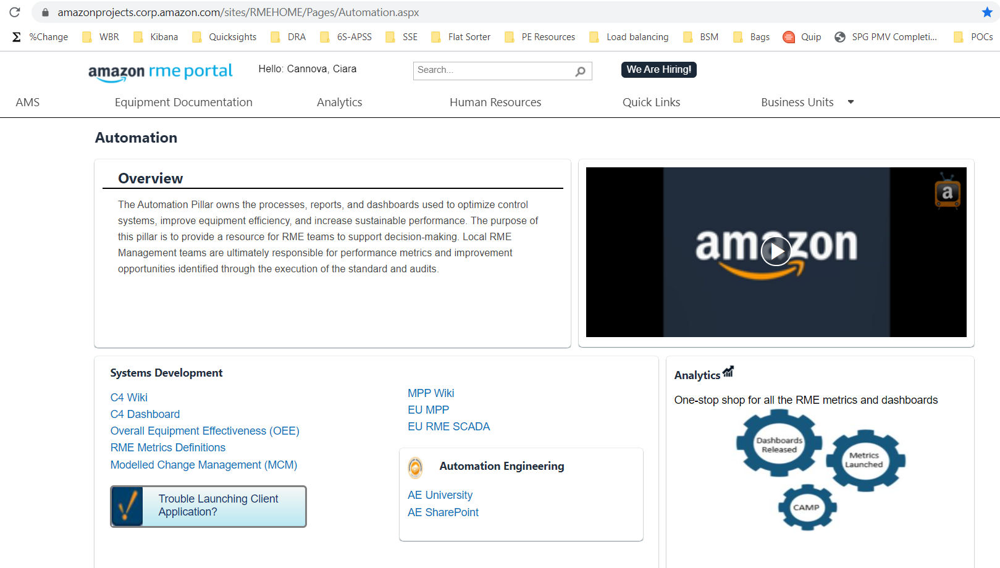 amazonprojects.corp.amazon.com/sites/RMEHOME/Pages/Automation.aspx
%Change WBR Kibana Quicksights DRA 6S-APSS SSE Flat Sorter PE Resources Load balancing BSM Bags Quip SPG PMV Completi... POCs
amazon rme portal Hello: Cannova, Ciara Search... We Are Hiring!
AMS Equipment Documentation Analytics Human Resources Quick Links Business Units
Automation
Overview
The Automation Pillar owns the processes, reports, and dashboards used to optimize control
systems, improve equipment efficiency, and increase sustainable performance. The purpose of
this pillar is to provide a resource for RME teams to support decision-making. Local RME
Management teams are ultimately responsible for performance metrics and improvement
opportunities identified through the execution of the standard and audits.
a
amazon
Systems Development
C4 Wiki
C4 Dashboard
Overall Equipment Effectiveness (OEE)
RME Metrics Definitions
Modelled Change Management (MCM)
Trouble Launching Client
Application?
MPP Wiki
EU MPP
EU RME SCADA
Automation Engineering
AE University
AE SharePoint
Analytics
One-stop shop for all the RME metrics and dashboards
Dashboards
Released
Metrics
Launched
CAMP